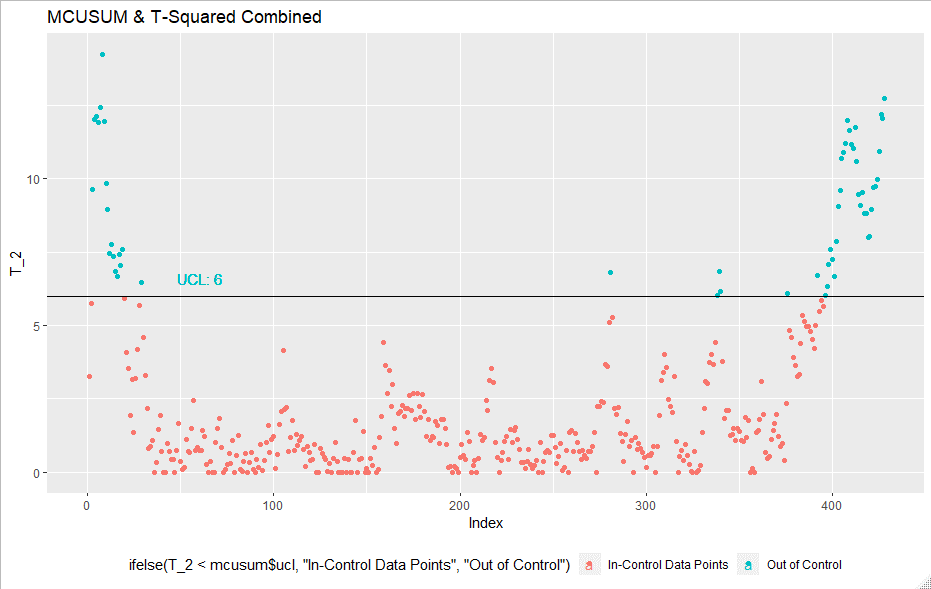 MCUSUM & T-Squared Combined
T_2
10
5
0
UCL: 6
0 100 200 300 400
Index
ifelse(T_2 < mcusum$ucl, "In-Control Data Points", "Out of Control") a In-Control Data Points a Out of Control